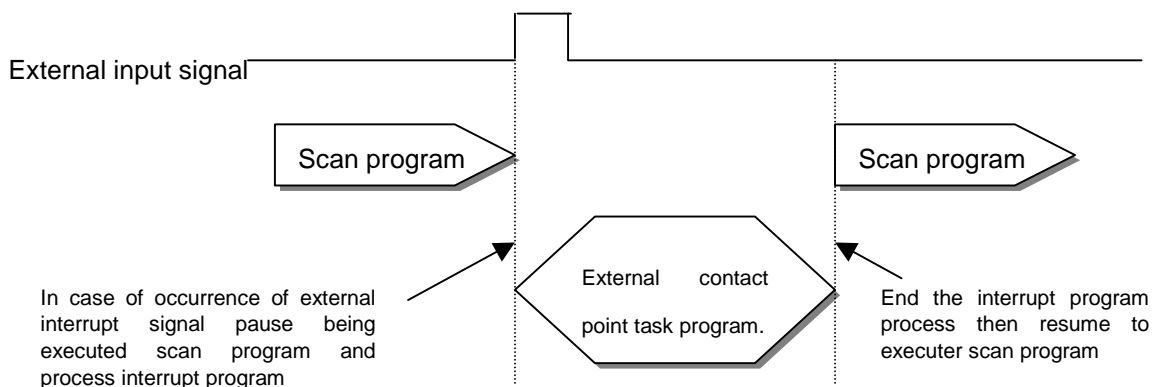 External input signal
Scan program
Scan program
External contact
point task program.
In case of occurrence of external
interrupt signal pause being
executed scan program and
process interrupt program
End the interrupt program
process then resume to
executer scan program